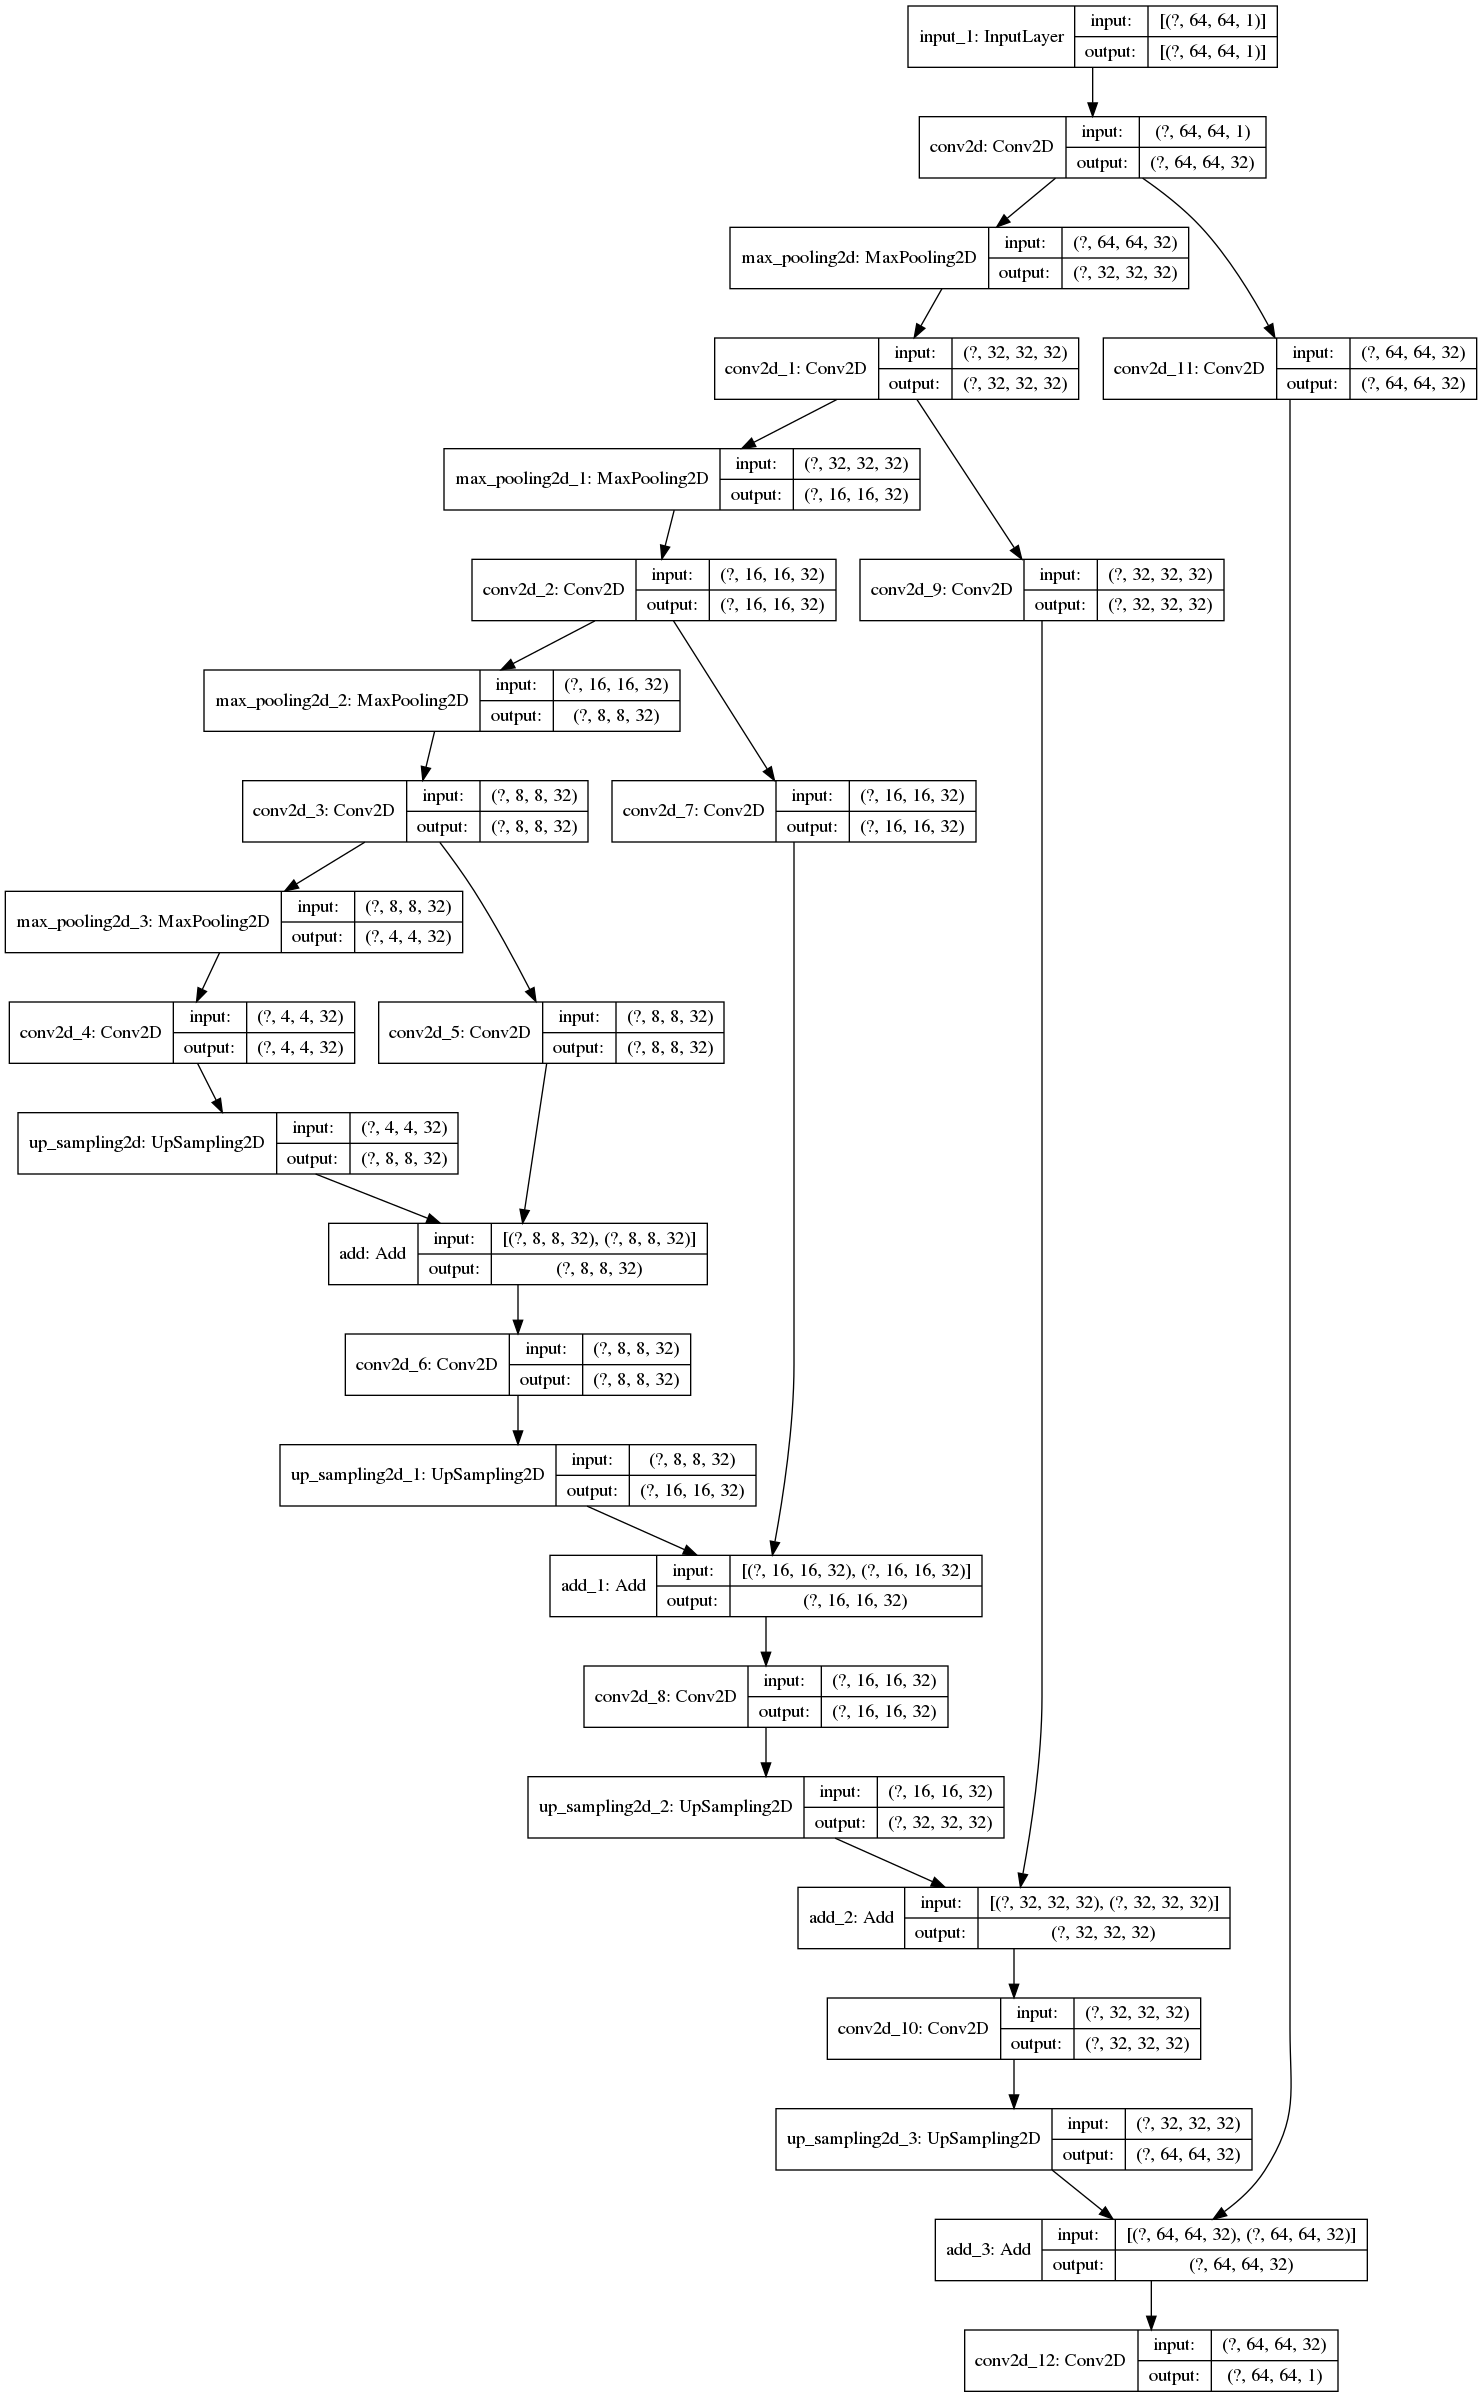 input_1: InputLayer
input:
[(?, 64, 64, 1)]
output:
[(?, 64, 64, 1)]
conv2d: Conv2D
input:
(?, 64, 64, 1)
output:
(?, 64, 64, 32)
max_pooling2d: MaxPooling2D
input:
(?, 64, 64, 32)
output:
(?, 32, 32, 32)
conv2d_1: Conv2D
input:
(?, 32, 32, 32)
output:
(?, 32, 32, 32)
conv2d_11: Conv2D
input:
(?, 64, 64, 32)
output:
(?, 64, 64, 32)
max_pooling2d_1: MaxPooling2D
input:
(?, 32, 32, 32)
output:
(?, 16, 16, 32)
conv2d_2: Conv2D
input:
(?, 16, 16, 32)
output:
(?, 16, 16, 32)
conv2d_9: Conv2D
input:
(?, 32, 32, 32)
output:
(?, 32, 32, 32)
max_pooling2d_2: MaxPooling2D
input:
(?, 16, 16, 32)
output:
(?, 8, 8, 32)
conv2d_3: Conv2D
input:
(?, 8, 8, 32)
output:
(?, 8, 8, 32)
conv2d_7: Conv2D
input:
(?, 16, 16, 32)
output:
(?, 16, 16, 32)
max_pooling2d_3: MaxPooling2D
input:
(?, 8, 8, 32)
output:
(?, 4, 4, 32)
conv2d_4: Conv2D
input:
(?, 4, 4, 32)
output:
(?, 4, 4, 32)
conv2d_5: Conv2D
input:
(?, 8, 8, 32)
output:
(?, 8, 8, 32)
up_sampling2d: UpSampling2D
input:
(?, 4, 4, 32)
output:
(?, 8, 8, 32)
add: Add
input:
[(?, 8, 8, 32), (?, 8, 8, 32)]
output:
(?, 8, 8, 32)
conv2d_6: Conv2D
input:
(?, 8, 8, 32)
output:
(?, 8, 8, 32)
up_sampling2d_1: UpSampling2D
input:
(?, 8, 8, 32)
output:
(?, 16, 16, 32)
add_1: Add
input:
[(?, 16, 16, 32), (?, 16, 16, 32)]
output:
(?, 16, 16, 32)
conv2d_8: Conv2D
input:
(?, 16, 16, 32)
output:
(?, 16, 16, 32)
up_sampling2d_2: UpSampling2D
input:
(?, 16, 16, 32)
output:
(?, 32, 32, 32)
add_2: Add
input:
[(?, 32, 32, 32), (?, 32, 32, 32)]
output:
(?, 32, 32, 32)
conv2d_10: Conv2D
input:
(?, 32, 32, 32)
output:
(?, 32, 32, 32)
up_sampling2d_3: UpSampling2D
input:
(?, 32, 32, 32)
output:
(?, 64, 64, 32)
add_3: Add
input:
[(?, 64, 64, 32), (?, 64, 64, 32)]
output:
(?, 64, 64, 32)
conv2d_12: Conv2D
input:
(?, 64, 64, 32)
output:
(?, 64, 64, 1)